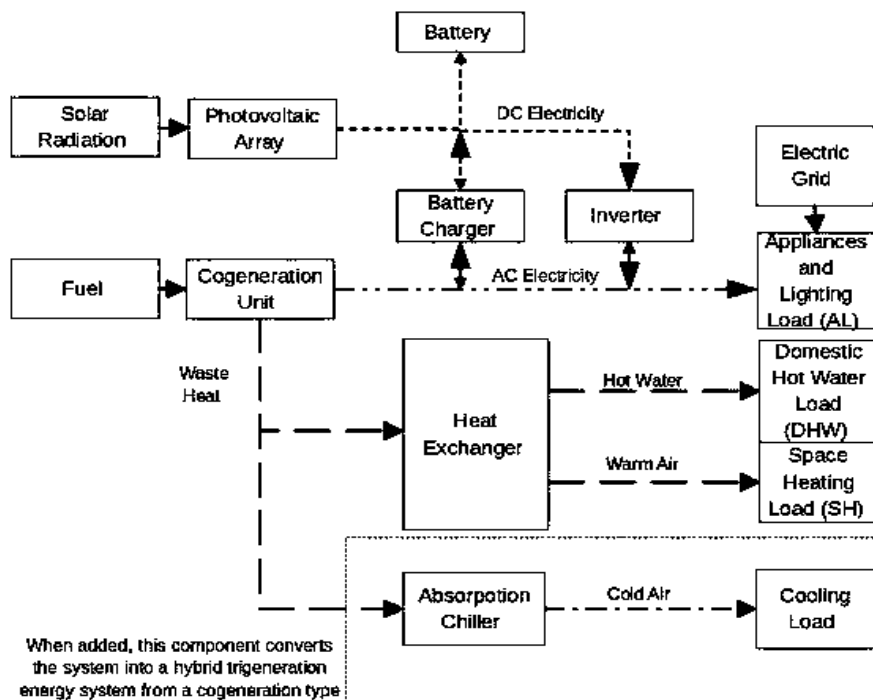 Battery
Solar
Radiation
Photovoltaic
Array
DC Electricity
Electric
Grid
Battery
Charger
Inverter
Fuel
Cogeneration
Unit
AC Electricity
Appliances
and
Lighting
Load (AL)
Waste
Heat
Heat
Exchanger
Hot Water
Domestic
Hot Water
Load
(DHW)
Warm Air
Space
Heating
Load (SH)
Absorpotion
Chiller
Cold Air
Cooling
Load
When added, this component converts
the system into a hybrid trigeneration
energy system from a cogeneration type